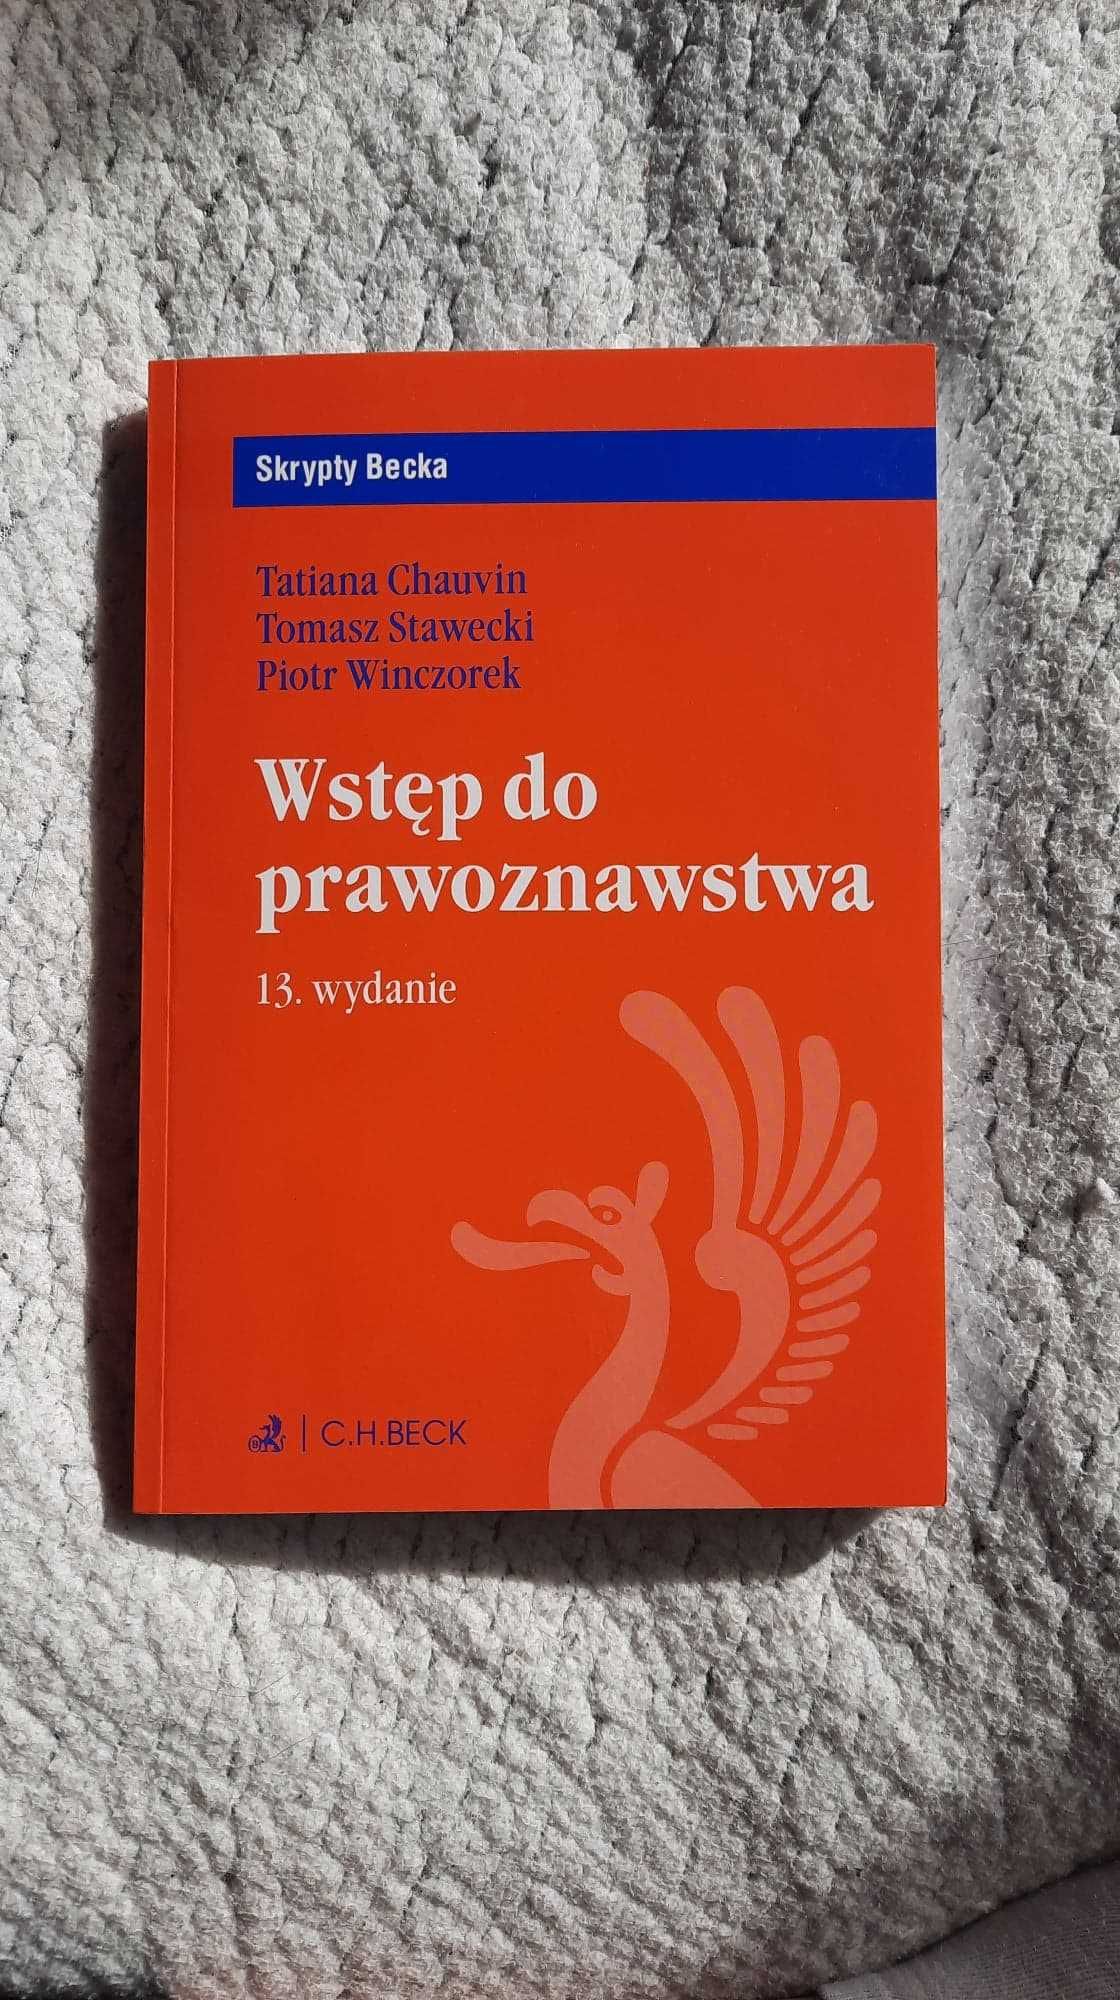 Skrypty Becka
Tatiana Chauvin
Tomasz Stawecki
Piotr Winczorek
Wstęp do
prawoznawstwa
13. wydanie
C.H.BECK